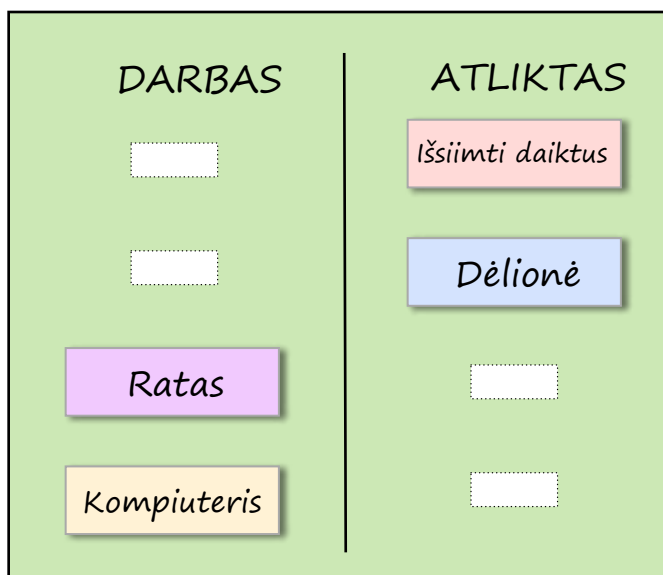 DARBAS
Ratas
Kompiuteris
ATLIKTAS
Išsiimti daiktus
Dėlionė